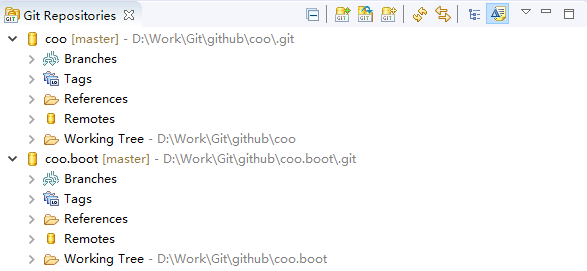 Git Repositories
coo [master] - D:\Work\Git\github\coo\.git
Branches
Tags
References
Remotes
Working Tree - D:\Work\Git\github\coo
coo.boot [master] - D:\Work\Git\github\coo.boot\.git
Branches
Tags
References
Remotes
Working Tree - D:\Work\Git\github\coo.boot